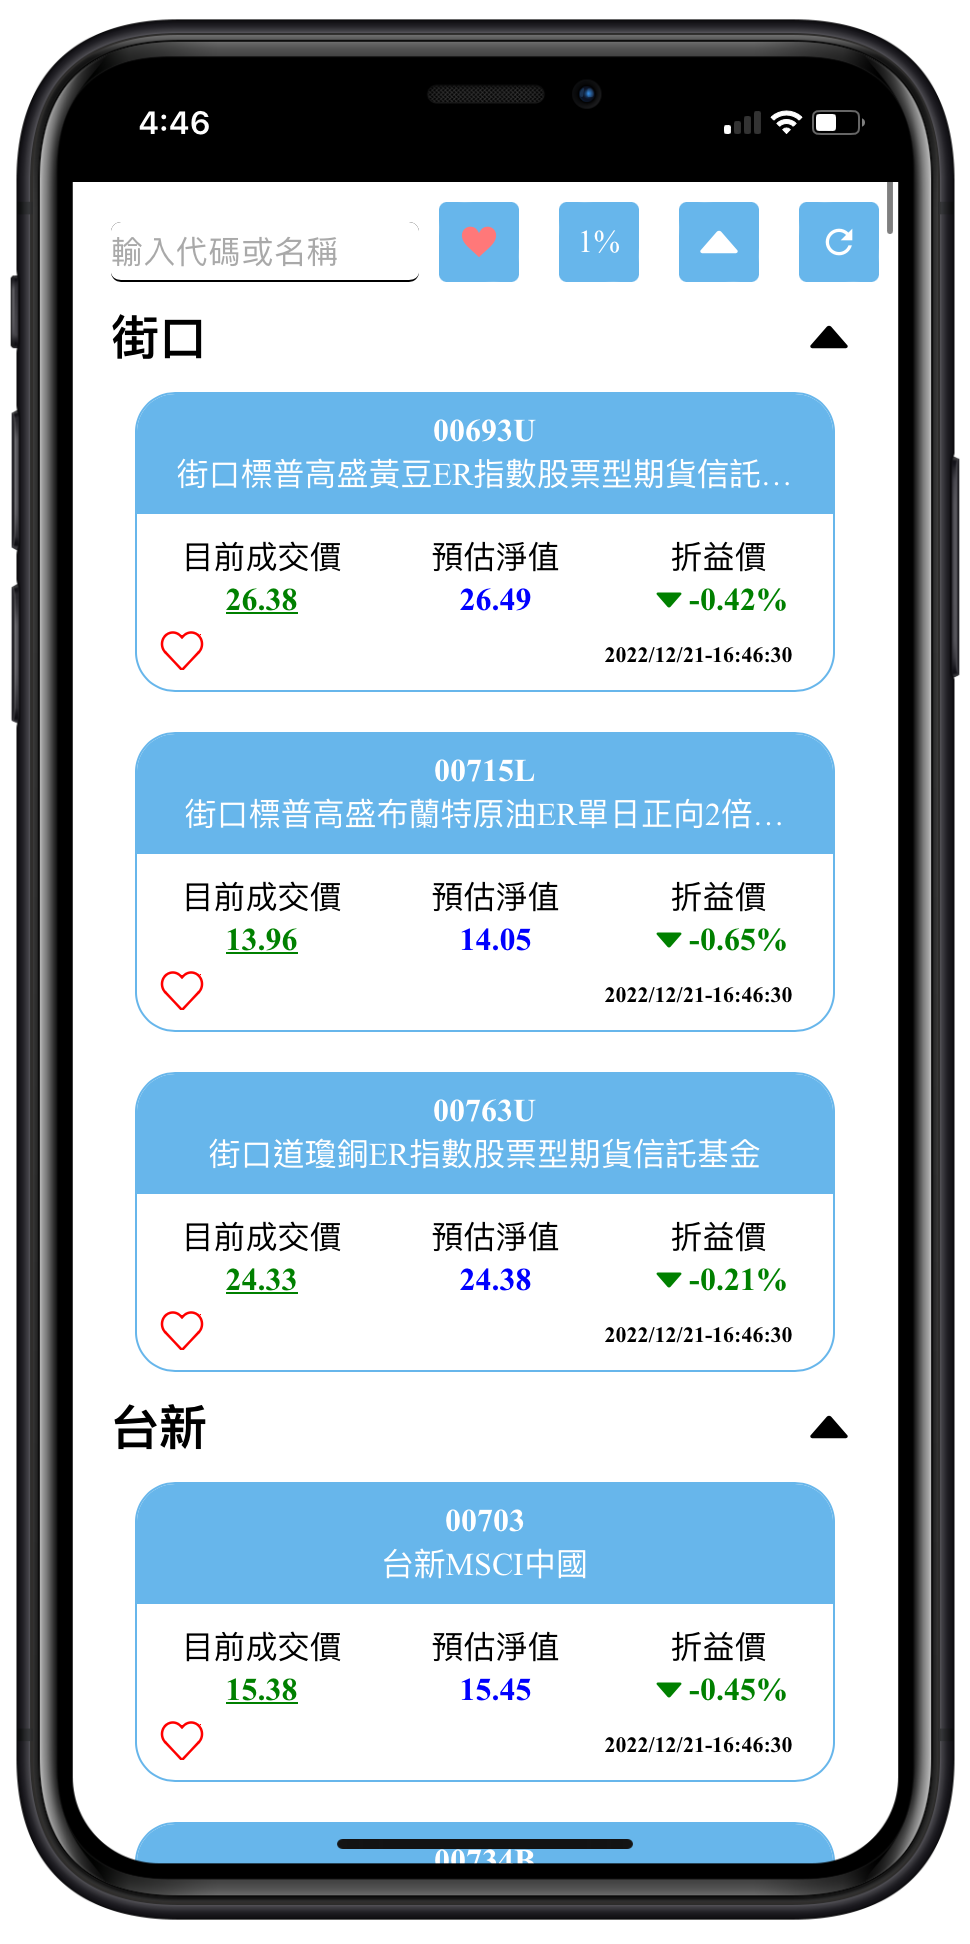 4:46
輸入代碼或名稱
1%
街口
00693U
街口標普高盛黃豆ER指數股票型期貨信託...
目前成交價 預估淨值 折益價
26.38 26.49 -0.42%
2022/12/21-16:46:30
00715L
街口標普高盛布蘭特原油ER單日正向2倍...
目前成交價 預估淨值 折益價
13.96 14.05 -0.65%
2022/12/21-16:46:30
00763U
街口道瓊銅ER指數股票型期貨信託基金
目前成交價 預估淨值 折益價
24.33 24.38 -0.21%
2022/12/21-16:46:30
台新
00703
台新MSCI中國
目前成交價 預估淨值 折益價
15.38 15.45 -0.45%
2022/12/21-16:46:30
00734B